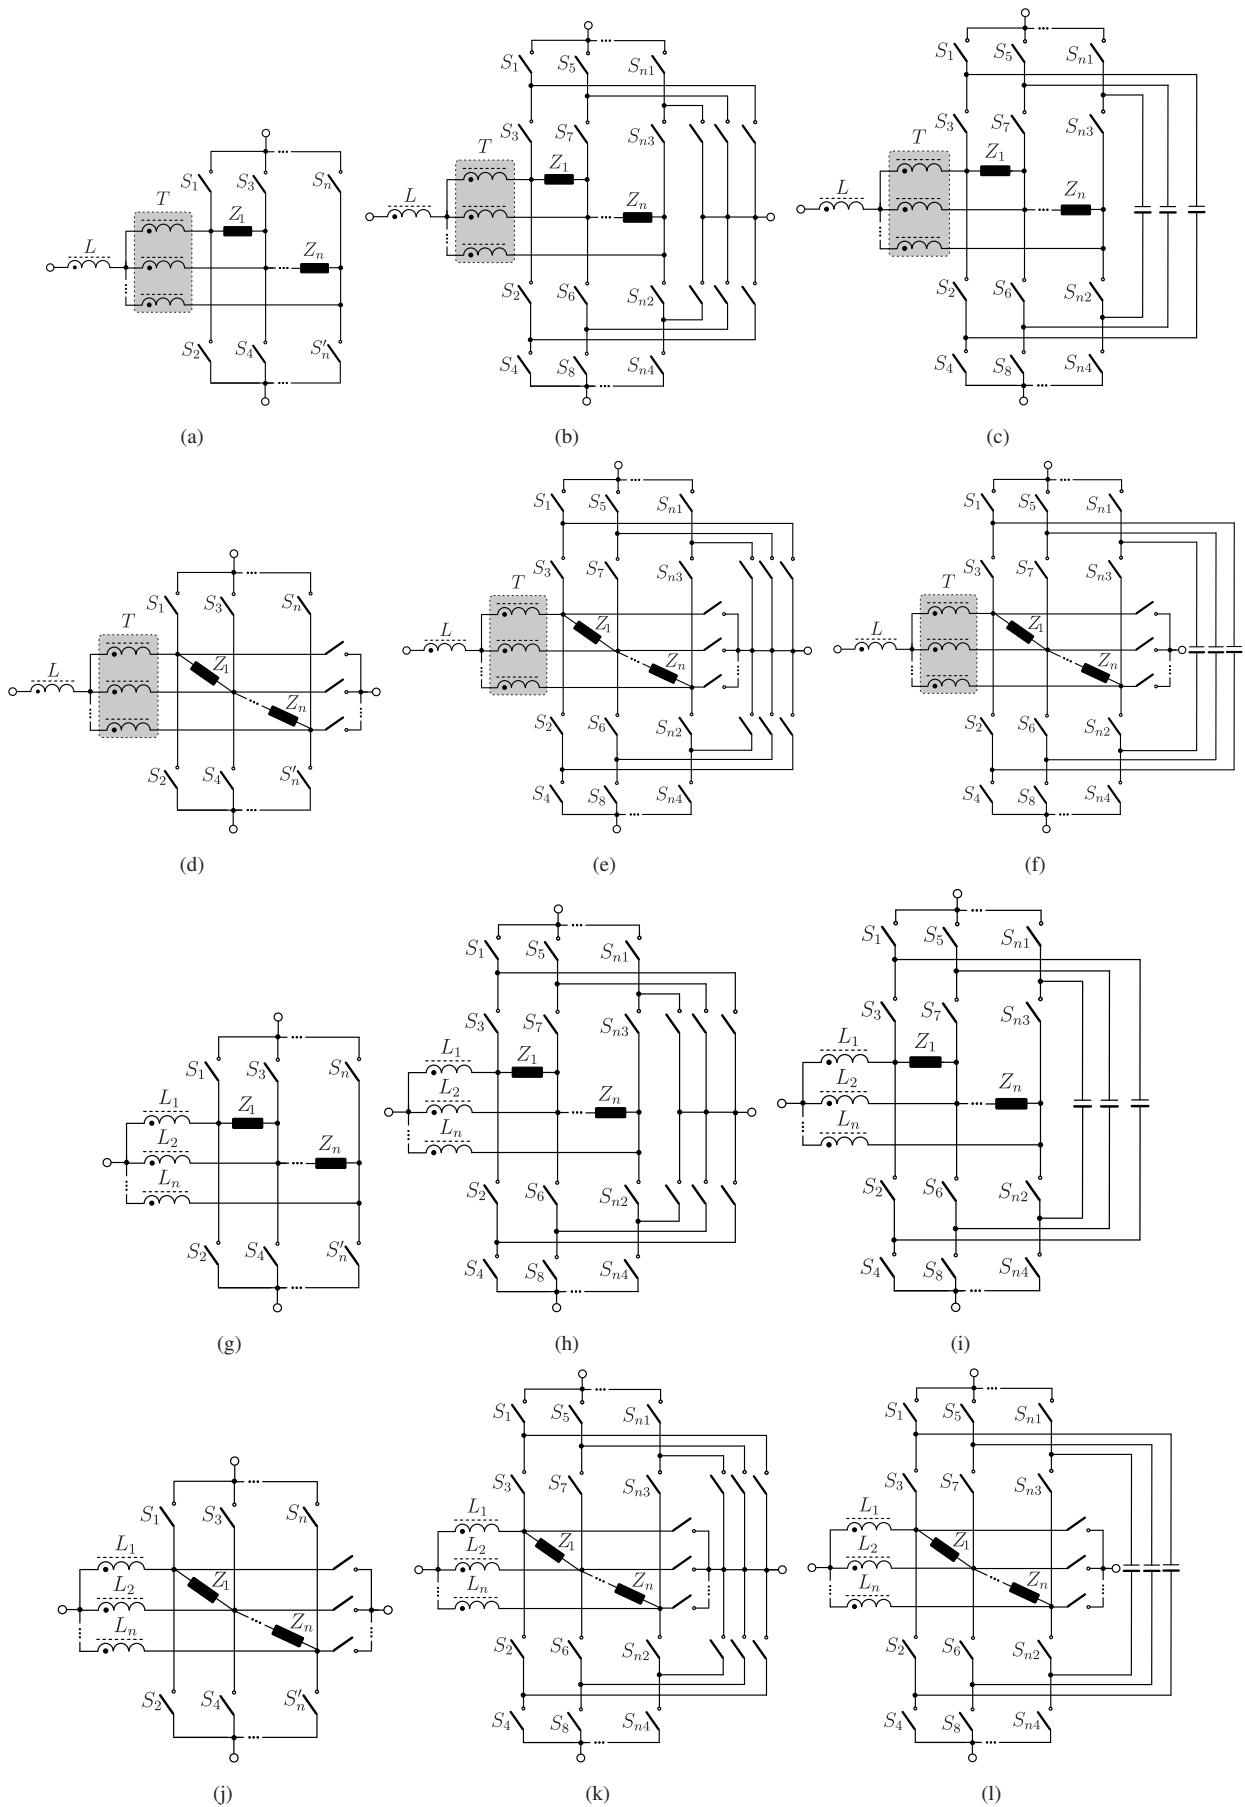 S1 S5 Sn1
S3 S7 Sn3
T
L
Z1
Zn
S2 S6 Sn2
S4 S8 Sn4
S1 S5 Sn1
S3 S7 Sn3
T
L
Z1
Zn
S2 S6 Sn2
S4 S8 Sn4
S1 S3 Sn
T
L
Z1
Zn
S2 S4 S′n
(a) (b) (c)
S1 S3 Sn
T
L
Z1
Zn
S2 S4 S′n
S1 S5 Sn1
S3 S7 Sn3
T
L
Z1
Zn
S2 S6 Sn2
S4 S8 Sn4
S1 S5 Sn1
S3 S7 Sn3
T
L
Z1
Zn
S2 S6 Sn2
S4 S8 Sn4
(d) (e) (f)
S1 S3 Sn
L1
Z1
L2
Zn
Ln
S2 S4 S′n
S1 S5 Sn1
S3 S7 Sn3
L1
Z1
L2
Zn
Ln
S2 S6 Sn2
S4 S8 Sn4
S1 S5 Sn1
S3 S7 Sn3
L1
Z1
L2
Zn
Ln
S2 S6 Sn2
S4 S8 Sn4
(g) (h) (i)
S1 S3 Sn
L1
Z1
L2
Zn
Ln
S2 S4 S′n
S1 S5 Sn1
S3 S7 Sn3
L1
Z1
L2
Zn
Ln
S2 S6 Sn2
S4 S8 Sn4
S1 S5 Sn1
S3 S7 Sn3
L1
Z1
L2
Zn
Ln
S2 S6 Sn2
S4 S8 Sn4
(j) (k) (l)